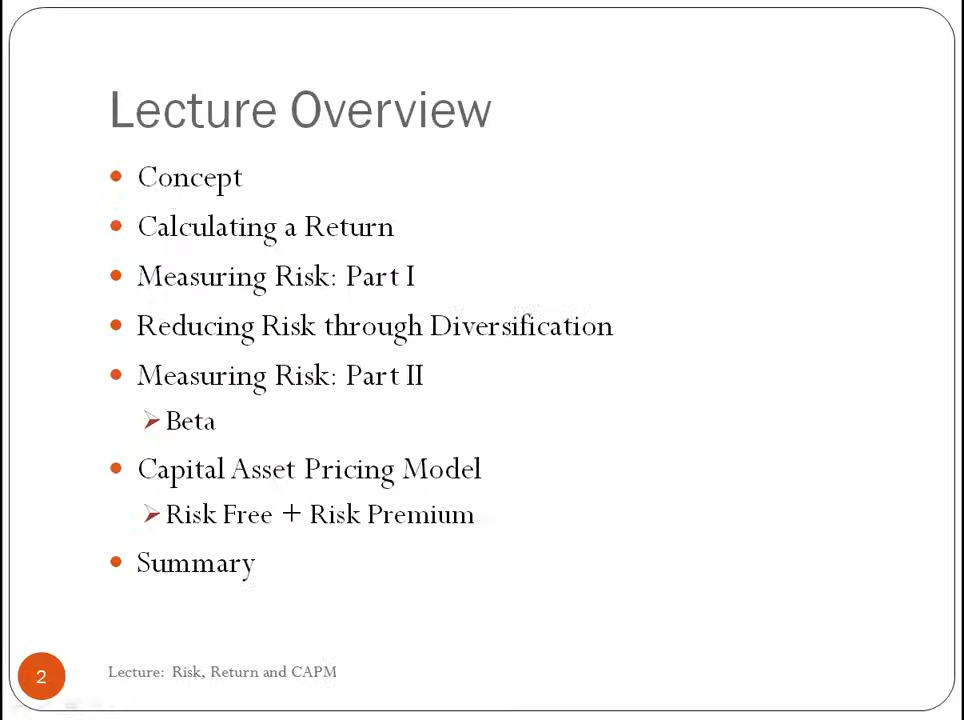 Lecture Overview
Concept
Calculating a Return
Measuring Risk: Part I
Reducing Risk through Diversification
Measuring Risk: Part II
Beta
Capital Asset Pricing Model
Risk Free + Risk Premium
Summary
2
Lecture: Risk, Return and CAPM